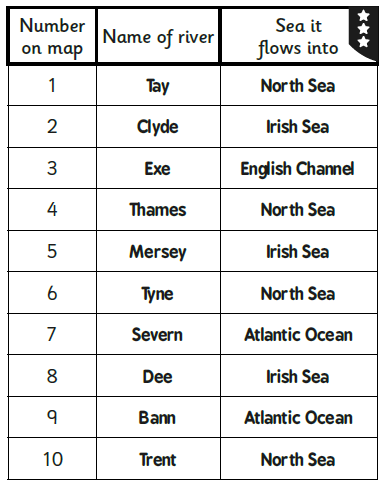 Number on map | Name of river | Sea it flows into
1 | Tay | North Sea
2 | Clyde | Irish Sea
3 | Exe | English Channel
4 | Thames | North Sea
5 | Mersey | Irish Sea
6 | Tyne | North Sea
7 | Severn | Atlantic Ocean
8 | Dee | Irish Sea
9 | Bann | Atlantic Ocean
10 | Trent | North Sea